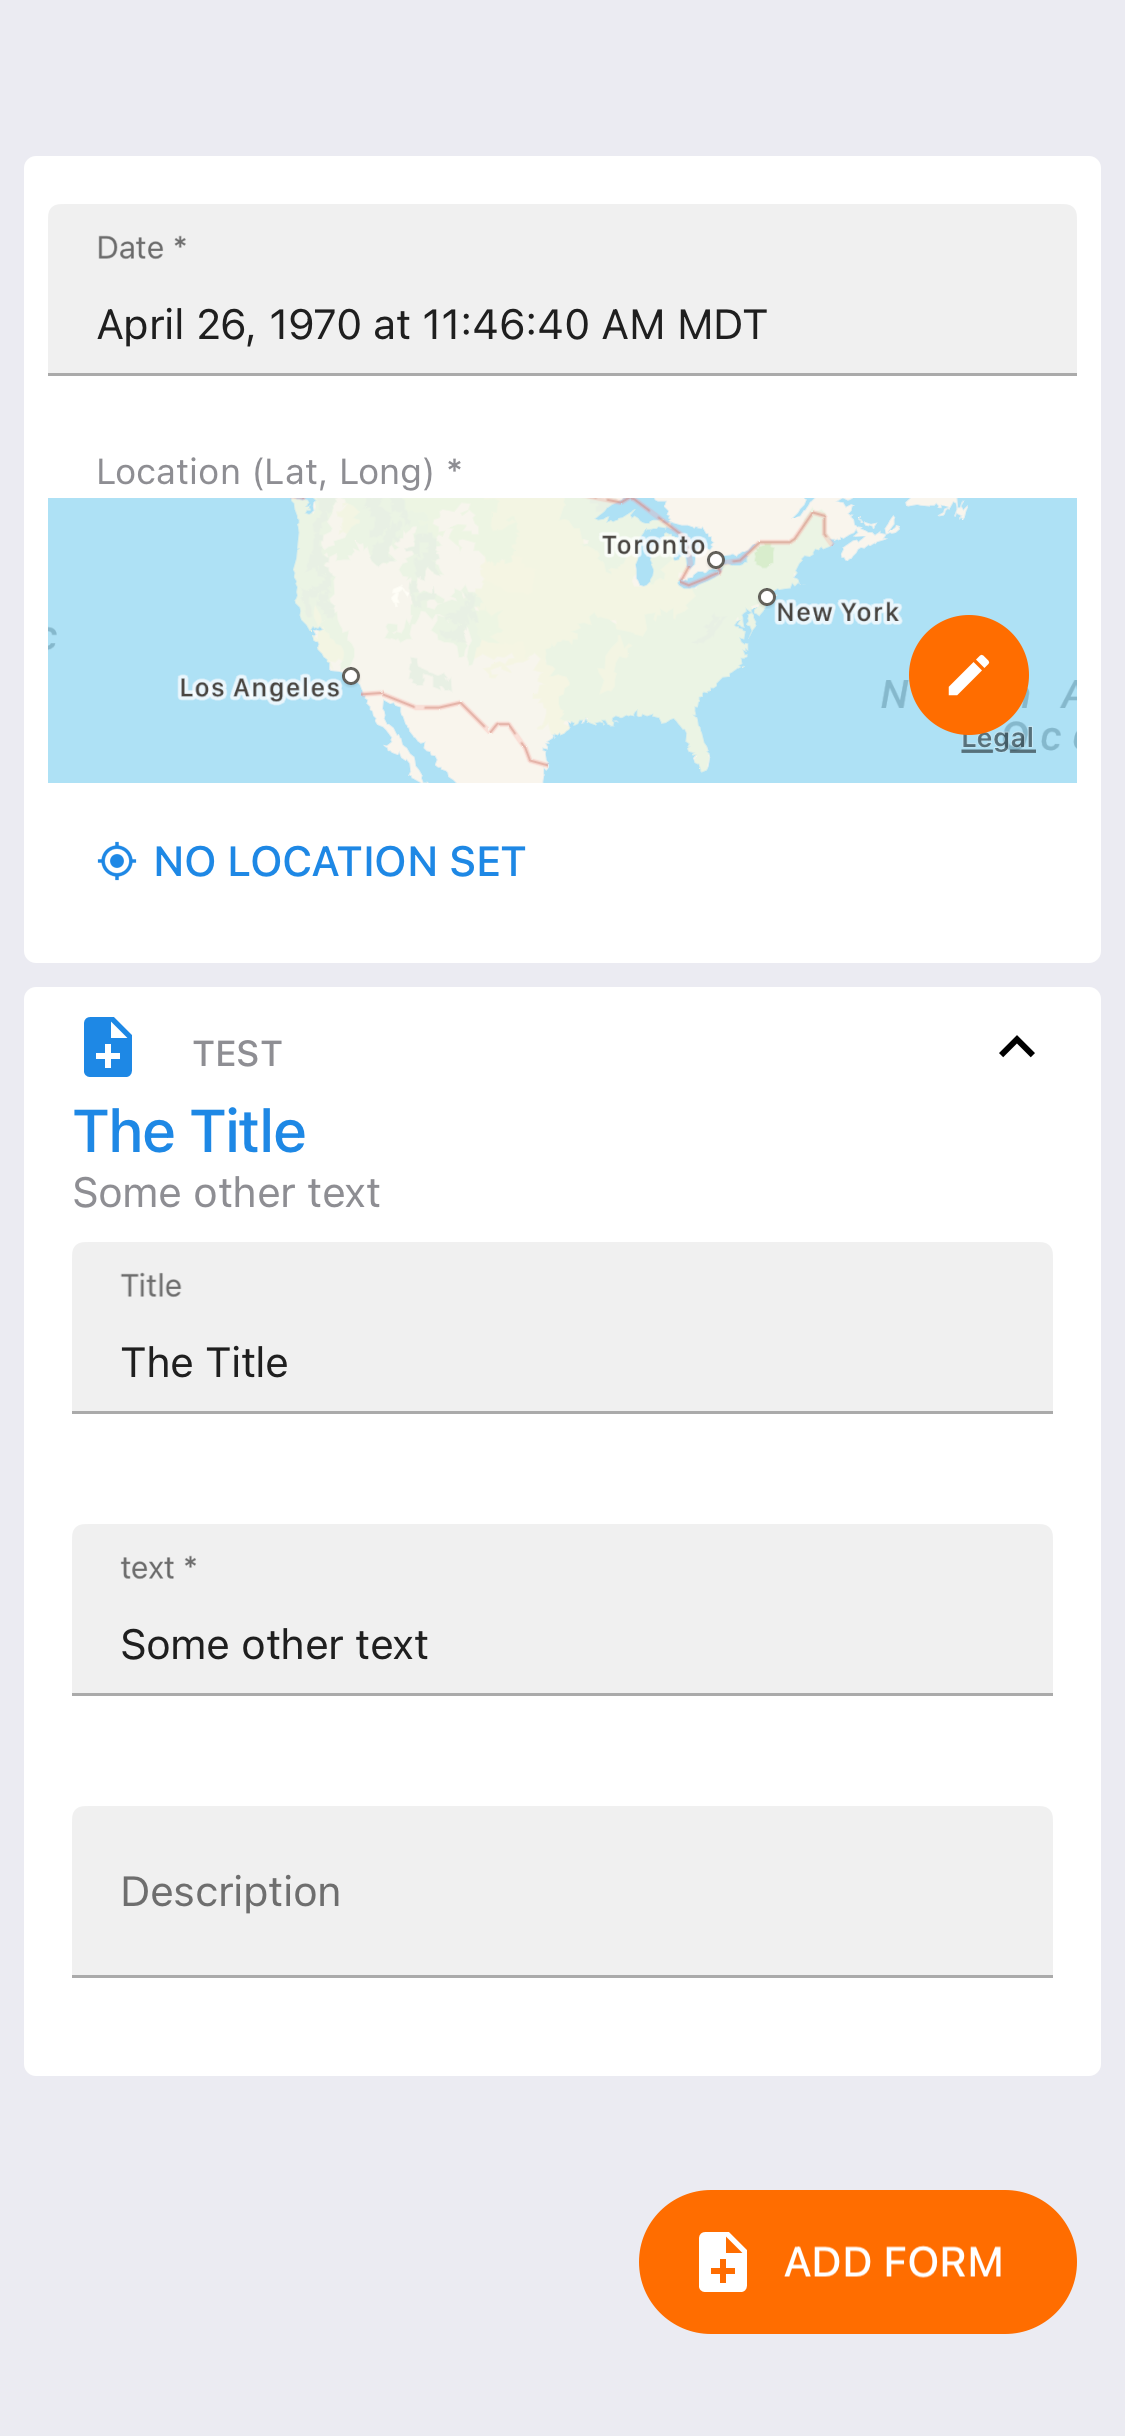 Date *
April 26, 1970 at 11:46:40 AM MDT
Location (Lat, Long) *
Toronto
New York
Los Angeles
Legal
NO LOCATION SET
TEST
The Title
Some other text
Title
The Title
text *
Some other text
Description
ADD FORM